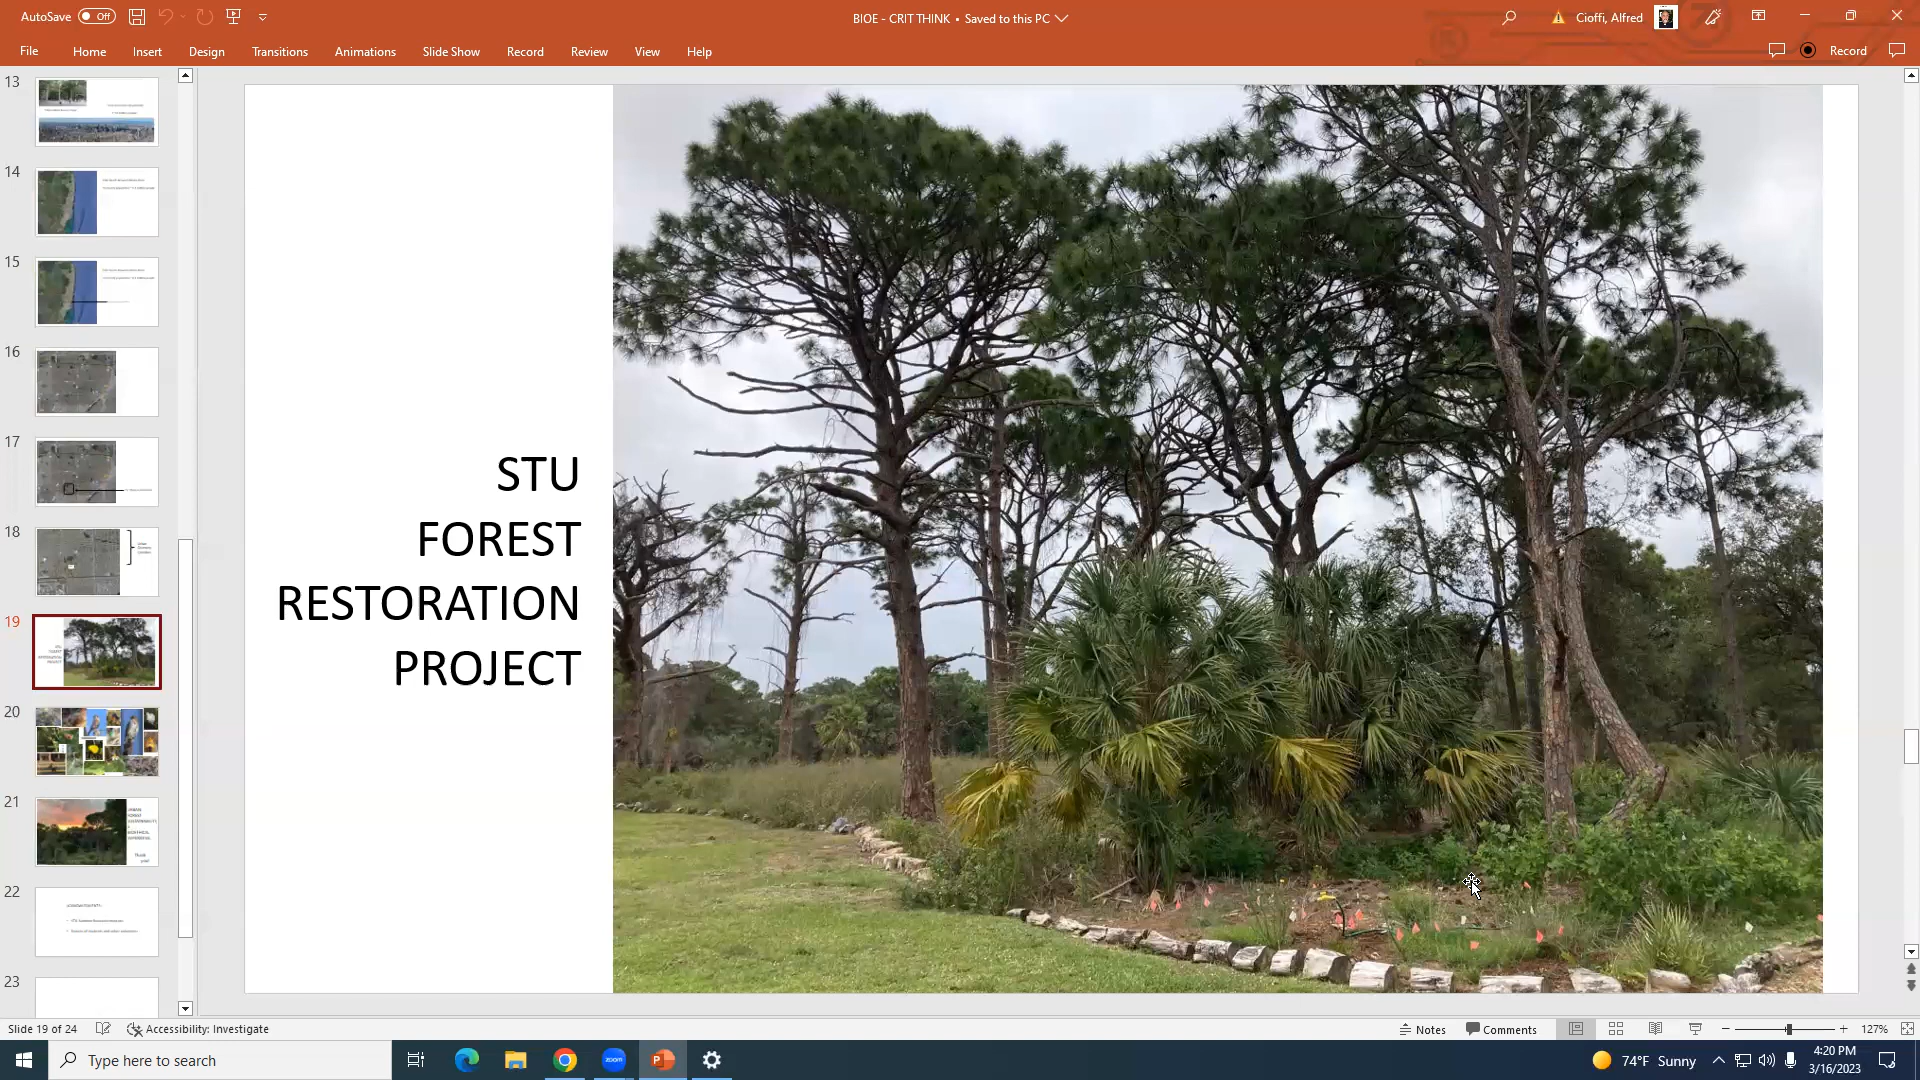 AutoSave Off
BIOE - CRIT THINK • Saved to this PC
Cioffi, Alfred
File Home Insert Design Transitions Animations Slide Show Record Review View Help
Record
13
14
15
16
17
18
19
20
21
22
23
STU
FOREST
RESTORATION
PROJECT
Slide 19 of 24
Accessibility: Investigate
Notes
Comments
127%
Type here to search
zoom
74°F Sunny
4:20 PM
3/16/2023